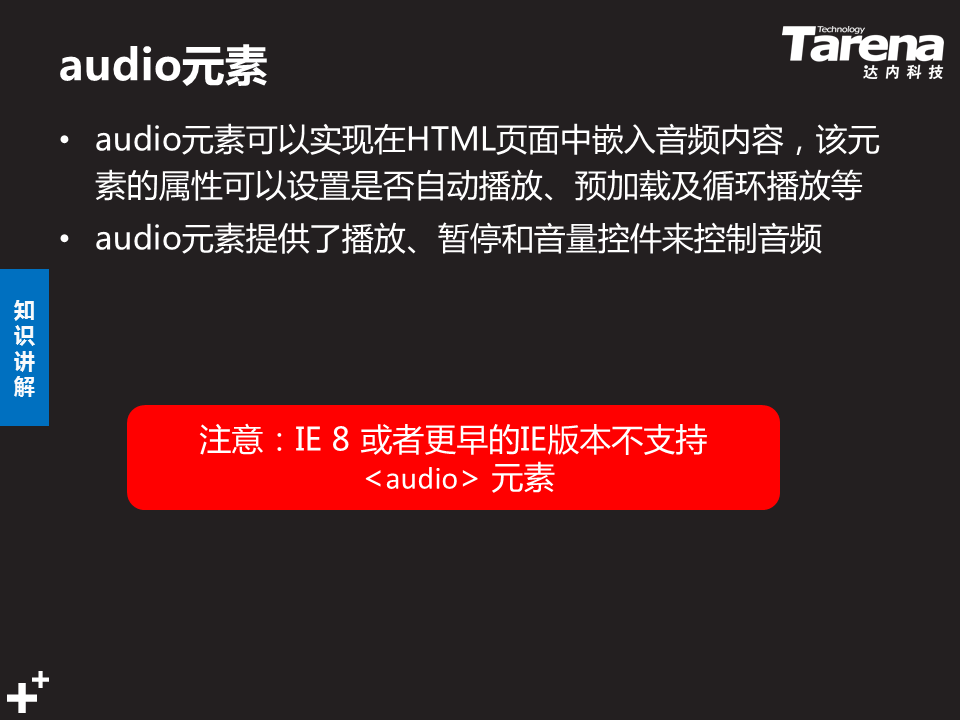 audio元素
Technology
Tarena
达内科技
• audio元素可以实现在HTML页面中嵌入音频内容，该元
素的属性可以设置是否自动播放、预加载及循环播放等
• audio元素提供了播放、暂停和音量控件来控制音频
知
识
讲
解
注意：IE 8 或者更早的IE版本不支持
<audio> 元素